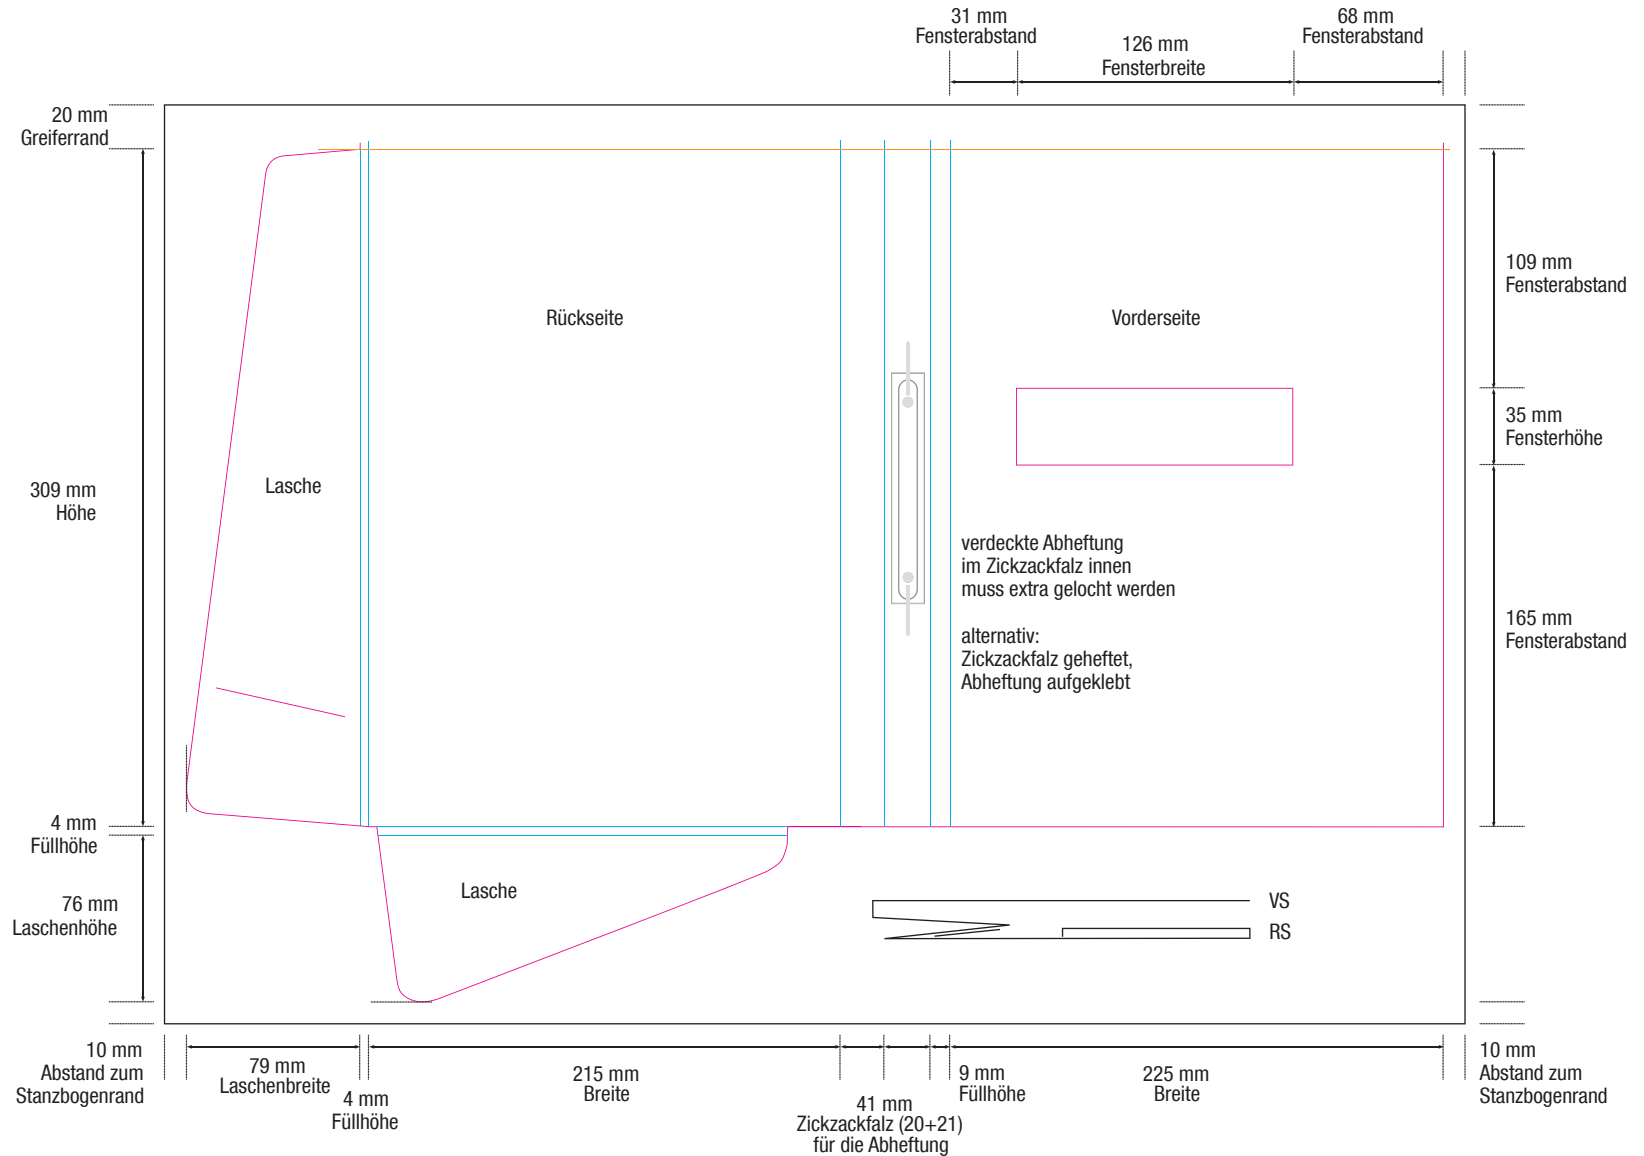 31 mm
Fensterabstand
126 mm
Fensterbreite
68 mm
Fensterabstand
20 mm
Greiferrand
109 mm
Fensterabstand
Rückseite
Vorderseite
35 mm
Fensterhöhe
Lasche
309 mm
Höhe
verdeckte Abheftung
im Zickzackfalz innen
muss extra gelocht werden
alternativ:
Zickzackfalz geheftet,
Abheftung aufgeklebt
165 mm
Fensterabstand
4 mm
Füllhöhe
Lasche
76 mm
Laschenhöhe
VS
RS
10 mm
Abstand zum
Stanzbogenrand
79 mm
Laschenbreite
4 mm
Füllhöhe
215 mm
Breite
41 mm
Zickzackfalz (20+21)
für die Abheftung
9 mm
Füllhöhe
225 mm
Breite
10 mm
Abstand zum
Stanzbogenrand